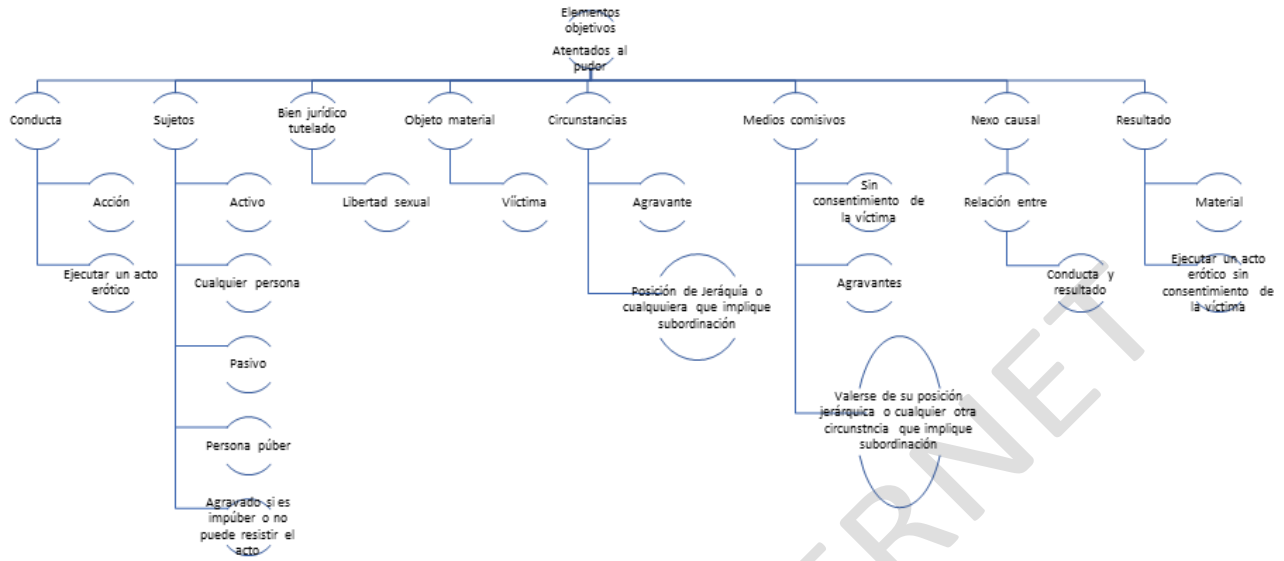 Elementos
objetivos
Atentados al
pudor
Conducta
Sujetos
Bien jurídico
tutelado
Objeto material
Circunstancias
Medios comisivos
Nexo causal
Resultado
Acción
Activo
Libertad sexual
Viíctima
Agravante
Sin
consentimiento de
la víctima
Relación entre
Material
Ejecutar un acto
erótico
Cualquier persona
Posición de Jeráquía o
cualquuiera que implique
subordinación
Agravantes
Conducta y
resultado
Ejecutar un acto
erótico sin
consentimiento de
la víctima
Pasivo
Valerse de su posición
jerárquica o cualquier otra
circunstncia que implique
subordinación
Persona púber
Agravado si es
impúber o no
puede resistir el
acto
ERNET